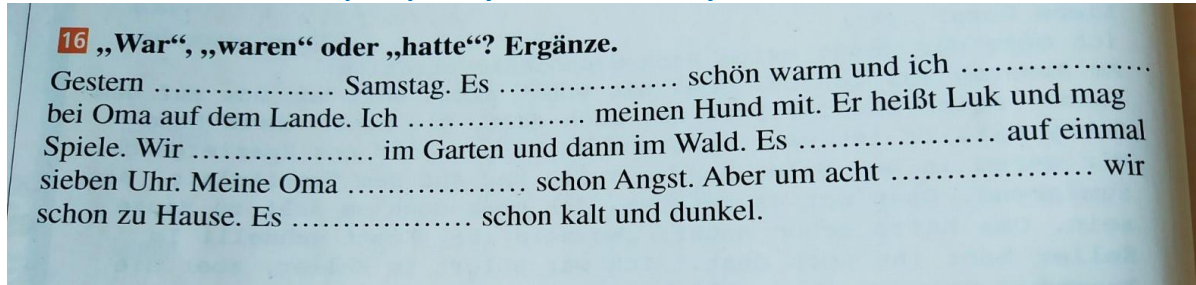 16 „War“, „waren“ oder „hatte“? Ergänze.
Gestern .................. Samstag. Es .................. schön warm und ich ..................
bei Oma auf dem Lande. Ich .................. meinen Hund mit. Er heißt Luk und mag
Spiele. Wir .................. im Garten und dann im Wald. Es .................. auf einmal
sieben Uhr. Meine Oma .................. schon Angst. Aber um acht .................. wir
schon zu Hause. Es .................. schon kalt und dunkel.